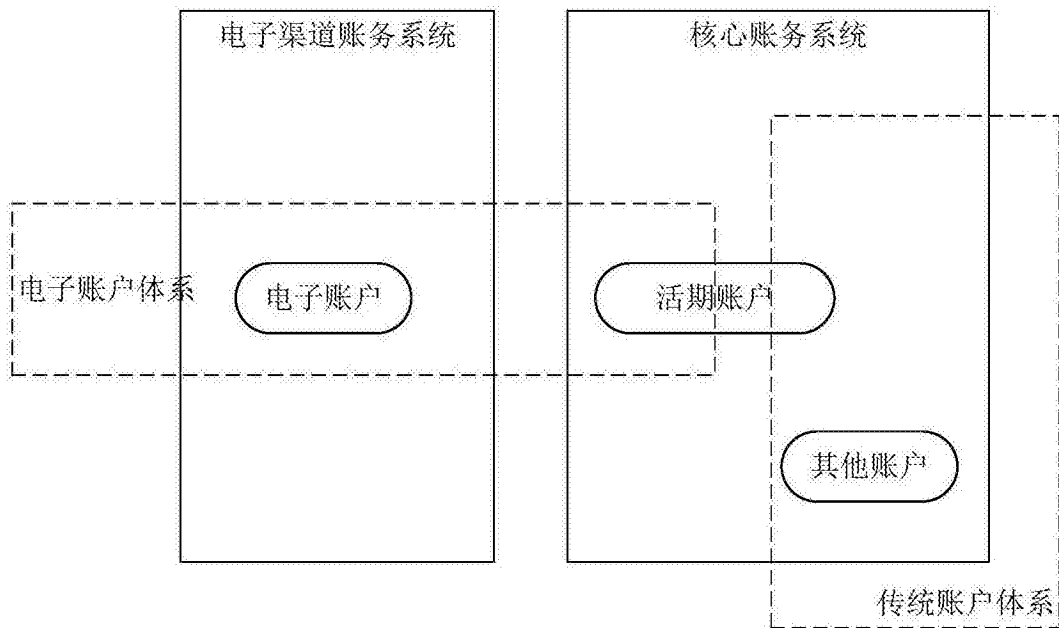 电子渠道账务系统
核心账务系统
电子账户体系
电子账户
活期账户
其他账户
传统账户体系